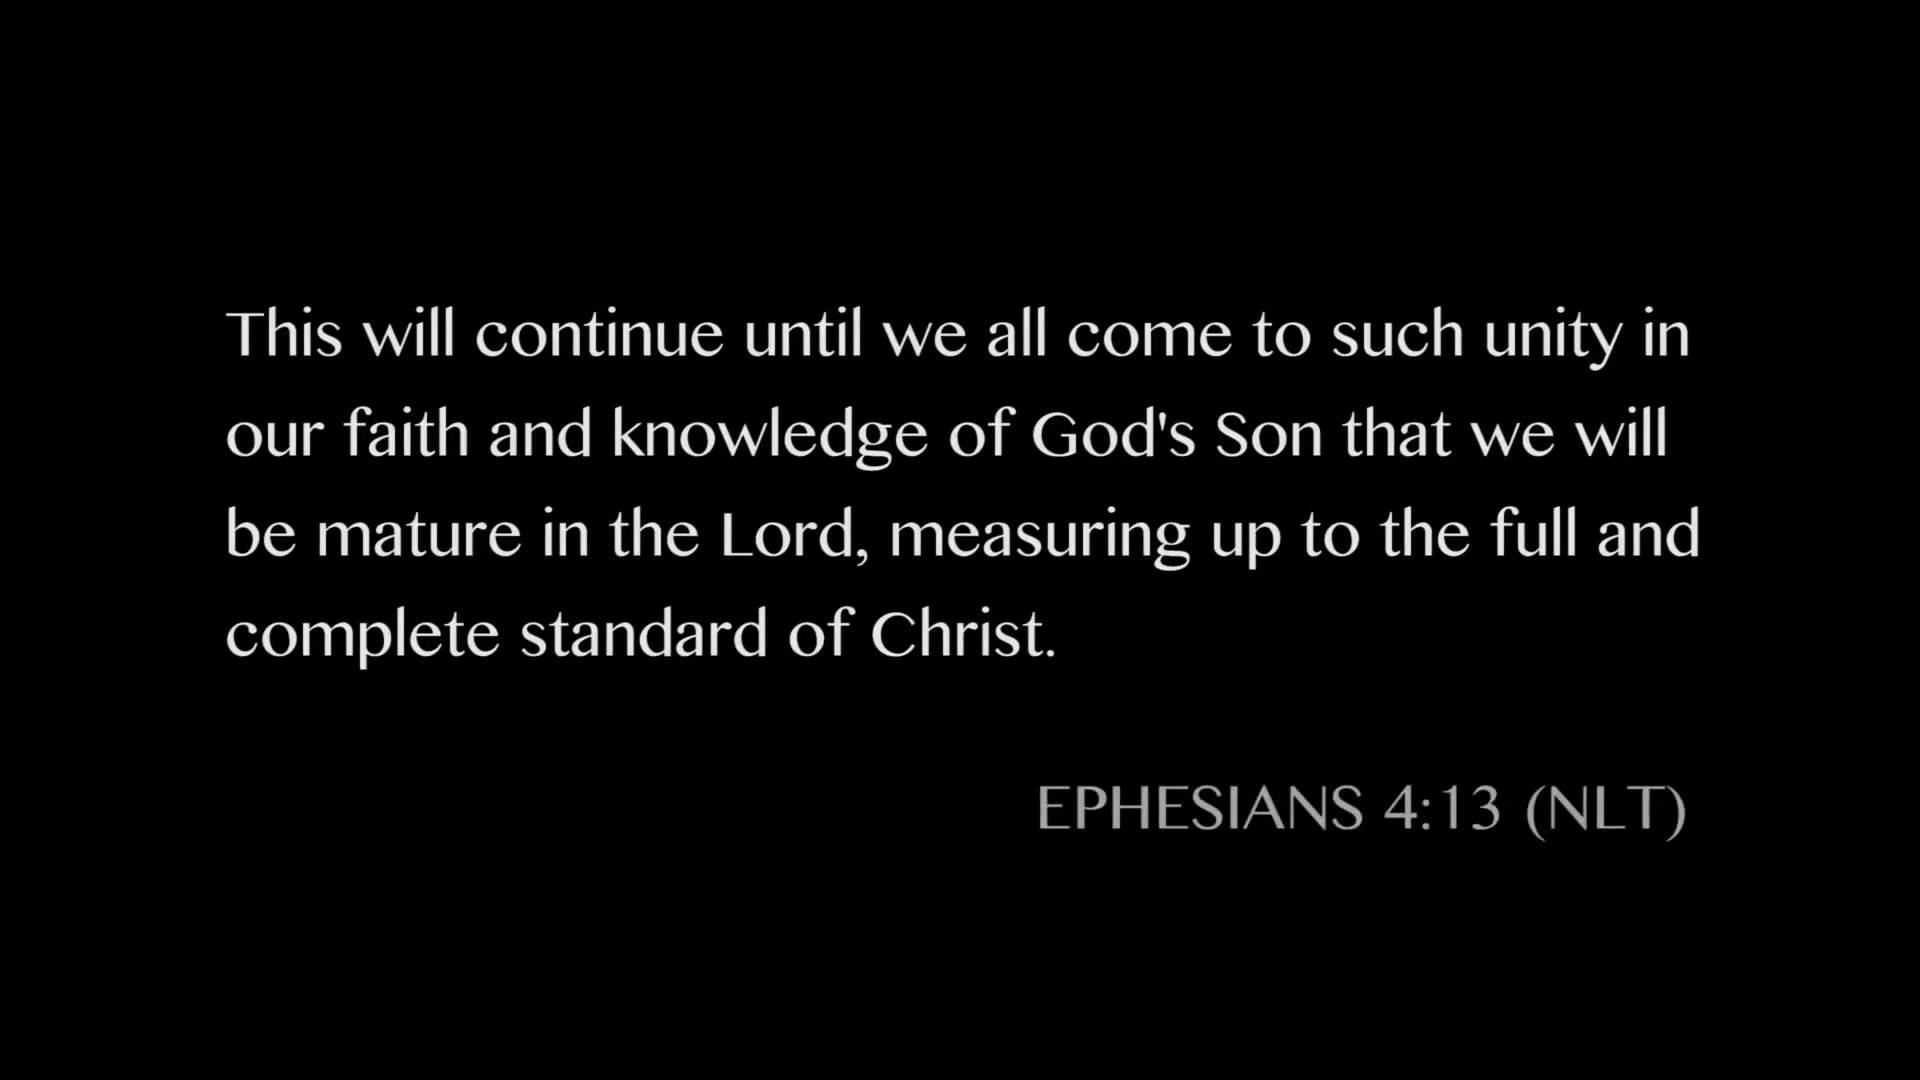 This will continue until we all come to such unity in
our faith and knowledge of God's Son that we will
be mature in the Lord, measuring up to the full and
complete standard of Christ.
EPHESIANS 4:13 (NLT)